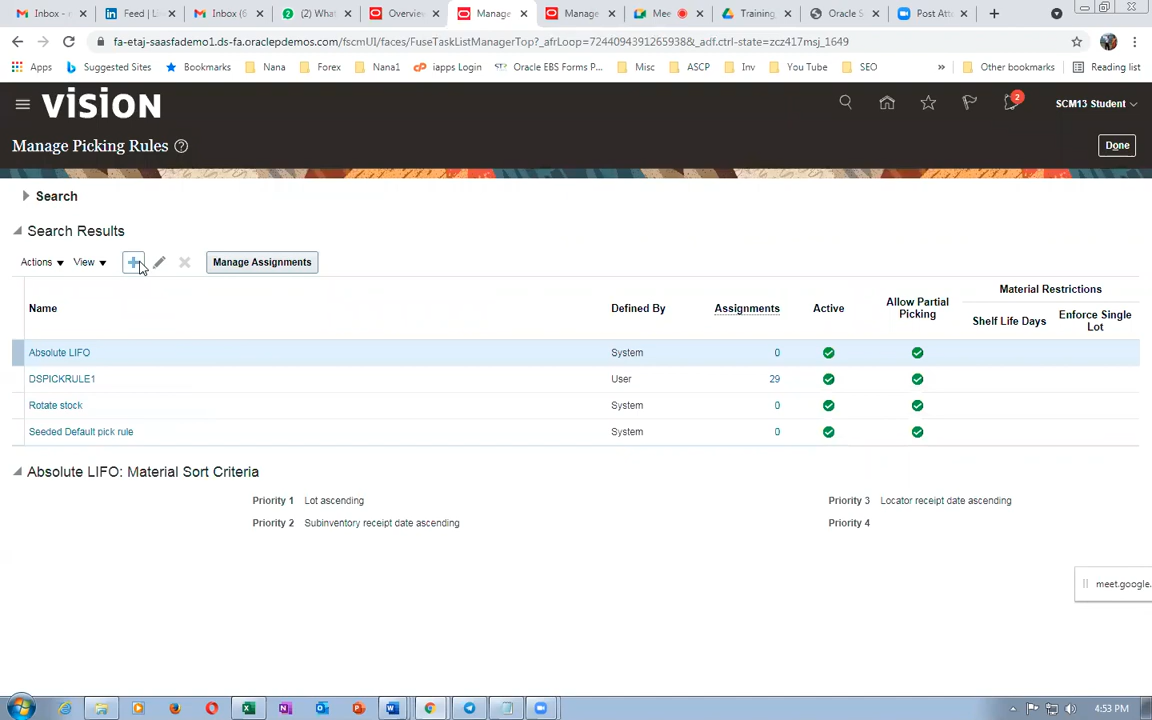 Inbox -
Feed | Lin
Inbox (6
2
(2) What
Overview
Manage
Manage
Mee
Training
Oracle S
Post Atte
fa-etaj-saasfademo1.ds-fa.oraclepdemos.com/fscmUI/faces/FuseTaskListManagerTop?_afrLoop=7244094391265938&_adf.ctrl-state=zcz417msj_1649
Apps
Suggested Sites
Bookmarks
Nana
Forex
Nana1
iapps Login
Oracle EBS Forms P...
Misc
ASCP
Inv
You Tube
SEO
»
Other bookmarks
Reading list
vision
2
SCM13 Student
Manage Picking Rules
Done
Search
Search Results
Actions
View
Manage Assignments
Name
Defined By
Assignments
Active
Allow Partial Picking
Material Restrictions
Shelf Life Days
Enforce Single Lot
Absolute LIFO System 0
DSPICKRULE1 User 29
Rotate stock System 0
Seeded Default pick rule System 0
Absolute LIFO: Material Sort Criteria
Priority 1 Lot ascending
Priority 3 Locator receipt date ascending
Priority 2 Subinventory receipt date ascending
Priority 4
meet.google.
4:53 PM